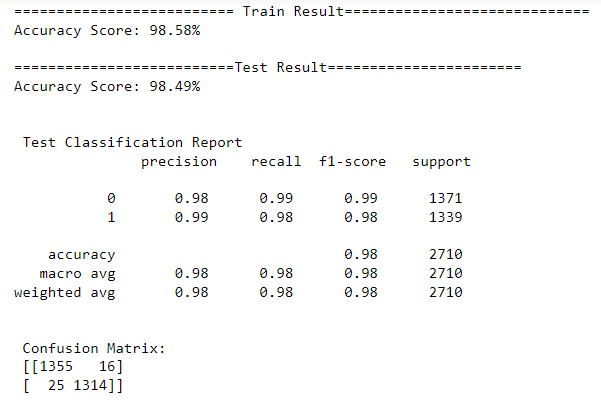 ========================== Train Result=============================
Accuracy Score: 98.58%
==========================Test Result=======================
Accuracy Score: 98.49%
Test Classification Report
precision recall f1-score support
0 0.98 0.99 0.99 1371
1 0.99 0.98 0.98 1339
accuracy 0.98 2710
macro avg 0.98 0.98 0.98 2710
weighted avg 0.98 0.98 0.98 2710
Confusion Matrix:
[[1355 16]
[ 25 1314]]